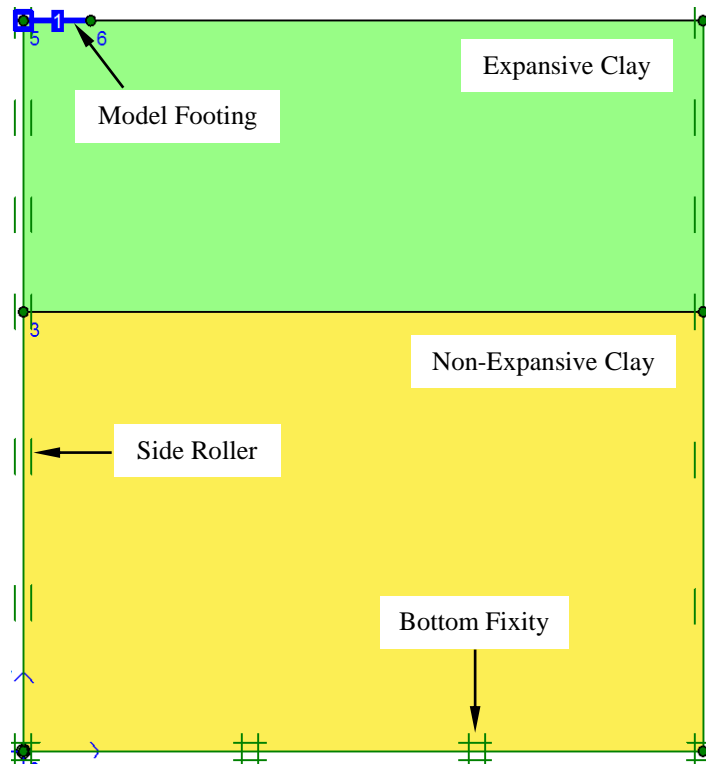 1
5
6
Expansive Clay
Model Footing
3
Non-Expansive Clay
Side Roller
Bottom Fixity